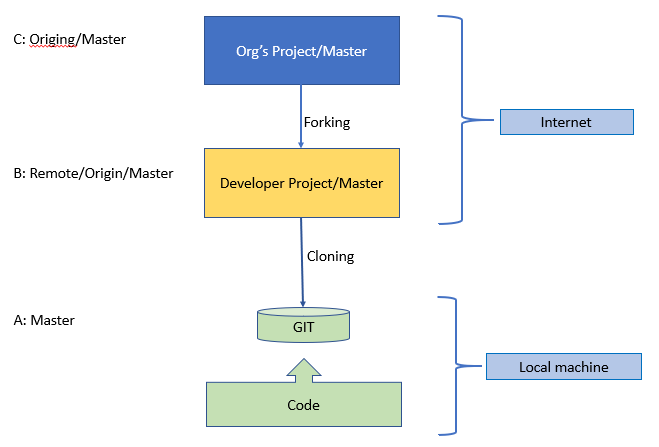 C: Origing/Master
Org's Project/Master
Forking
Internet
B: Remote/Origin/Master
Developer Project/Master
Cloning
A: Master
GIT
Local machine
Code